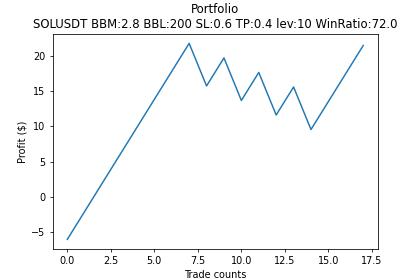 Portfolio
SOLUSDT BBM:2.8 BBL:200 SL:0.6 TP:0.4 lev:10 WinRatio:72.0
20
15
10
5
0
−5
Profit ($)
0.0 2.5 5.0 7.5 10.0 12.5 15.0 17.5
Trade counts